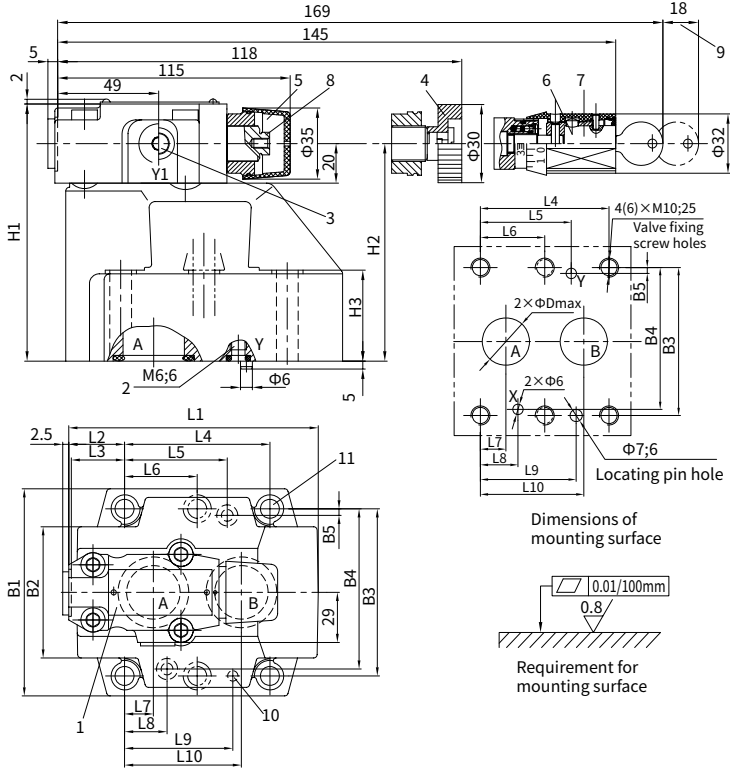 169
18
145
5
118
9
2
115
49
5
8
4
6
7
Φ35
Φ30
Φ32
20
33
1 0
Y1
3
H1
H2
H3
L4
4(6)×M10;25
L5
Valve fixing
L6
screw holes
Y
B5
2×ΦDmax
B4
B3
A
B
A
Y
M6;6
2
Φ6
5
X
2×Φ6
L7
L8
Φ7;6
L9
Locating pin hole
L10
L1
2.5
L2
L4
L3
L5
11
L6
Dimensions of
mounting surface
B5
B1
B2
A
B
B4
B3
29
0.01/100mm
0.8
Requirement for
mounting surface
1
L7
10
L8
L9
L10